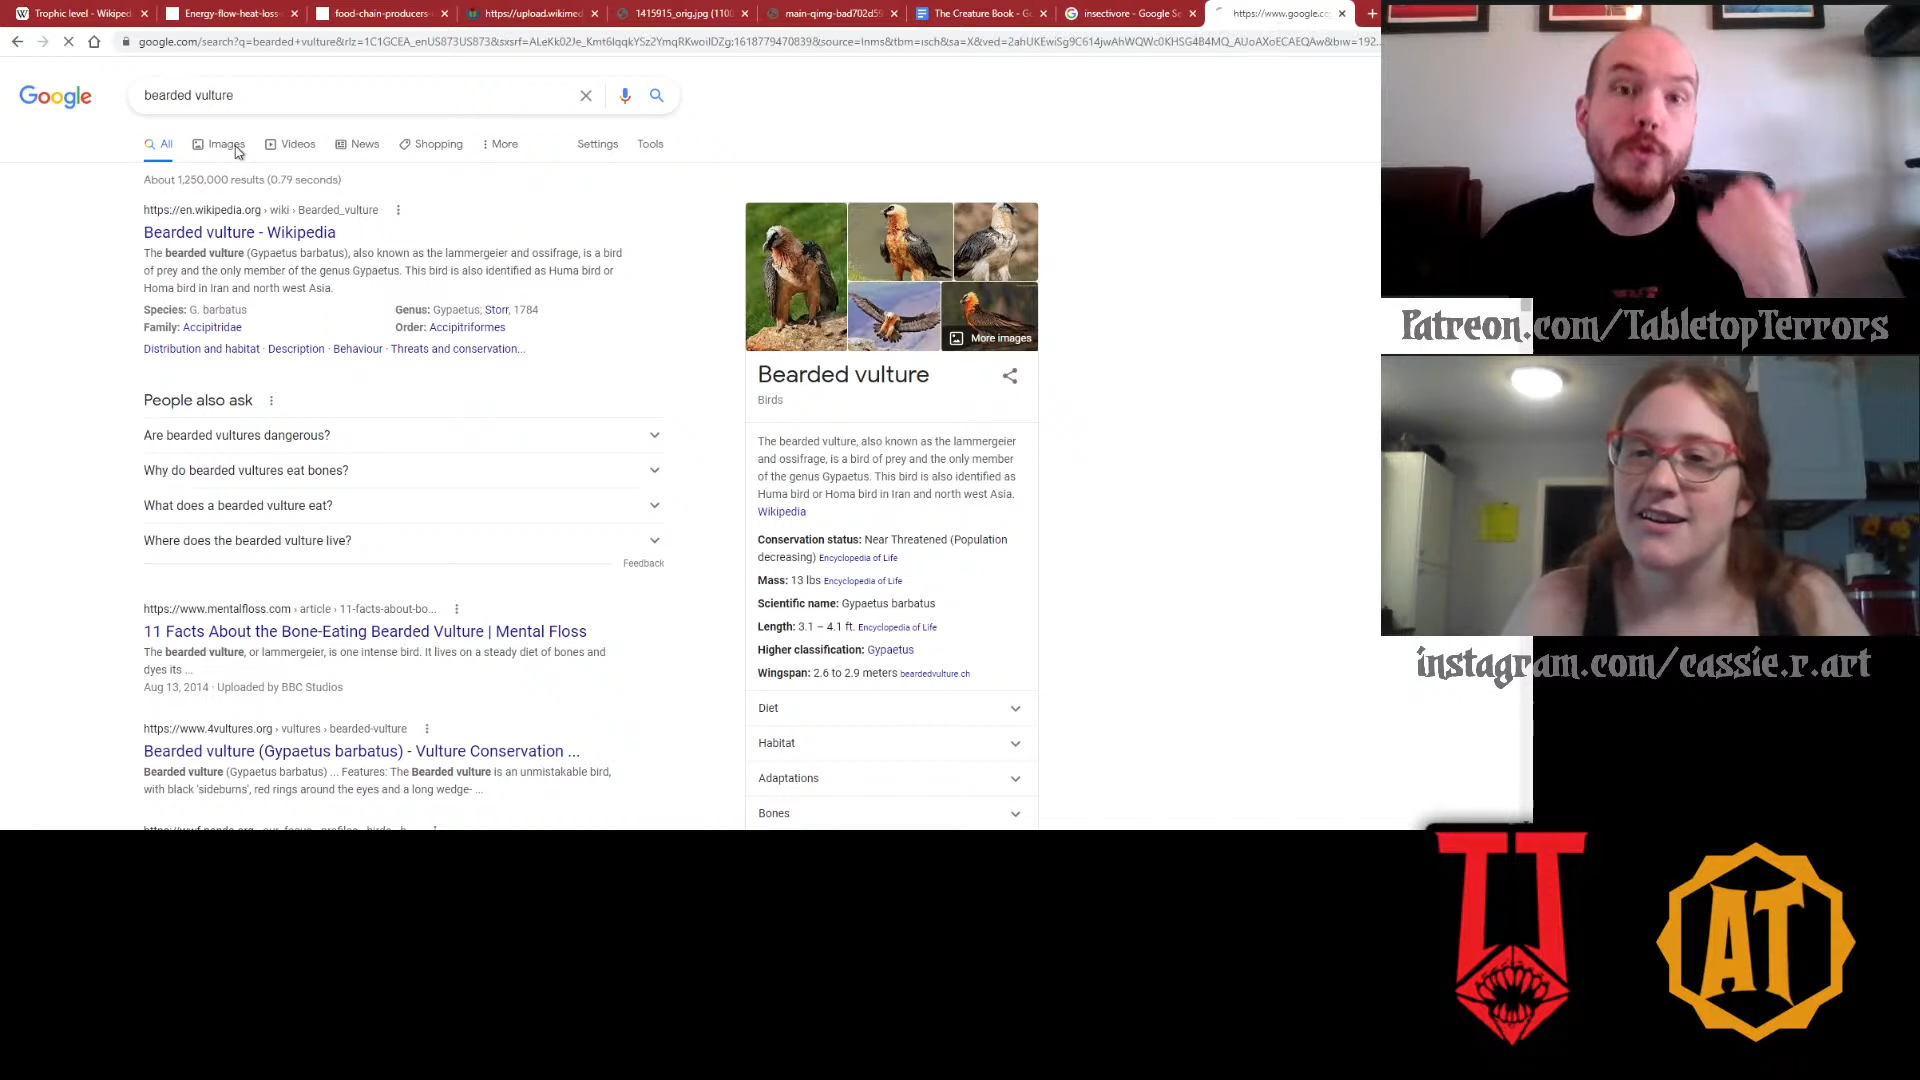 Trophic level - Wikiped
Energy-flow-heat-loss-
food-chain-producers-
https://upload.wikimed
1415915_orig.jpg (110
main-qimg-bad702d5
The Creature Book - G
insectivore - Google Se
https://www.google.co
google.com/search?q=bearded+vulture&rlz=1C1GCEA_enUS873US873&
Google
bearded vulture
All
Images
Videos
News
Shopping
More
Settings
Tools
About 1,250,000 results (0.79 seconds)
https://en.wikipedia.org › wiki › Bearded_vulture
Bearded vulture - Wikipedia
The bearded vulture (Gypaetus barbatus), also known as the lammergeier and ossifrage, is a bird
of prey and the only member of the genus Gypaetus. This bird is also identified as Huma bird or
Homa bird in Iran and north west Asia.
Species: G. barbatus
Genus: Gypaetus; Storr, 1784
Family: Accipitridae
Order: Accipitriformes
Distribution and habitat · Description · Behaviour · Threats and conservation...
People also ask
Are bearded vultures dangerous?
Why do bearded vultures eat bones?
What does a bearded vulture eat?
Where does the bearded vulture live?
Feedback
https://www.mentalfloss.com › article › 11-facts-about-bo...
11 Facts About the Bone-Eating Bearded Vulture | Mental Floss
The bearded vulture, or lammergeier, is one intense bird. It lives on a steady diet of bones and
dyes its ...
Aug 13, 2014 · Uploaded by BBC Studios
https://www.4vultures.org › vultures › bearded-vulture
Bearded vulture (Gypaetus barbatus) - Vulture Conservation ...
Bearded vulture (Gypaetus barbatus) ... Features: The Bearded vulture is an unmistakable bird,
with black 'sideburns', red rings around the eyes and a long wedge- ...
More images
Bearded vulture
Birds
The bearded vulture, also known as the lammergeier
and ossifrage, is a bird of prey and the only member
of the genus Gypaetus. This bird is also identified as
Huma bird or Homa bird in Iran and north west Asia.
Wikipedia
Conservation status: Near Threatened (Population
decreasing) Encyclopedia of Life
Mass: 13 lbs Encyclopedia of Life
Scientific name: Gypaetus barbatus
Length: 3.1 – 4.1 ft. Encyclopedia of Life
Higher classification: Gypaetus
Wingspan: 2.6 to 2.9 meters beardedvulture.ch
Diet
Habitat
Adaptations
Bones
Patreon.com/TabletopTerrors
instagram.com/cassie.r.art
TT
AT